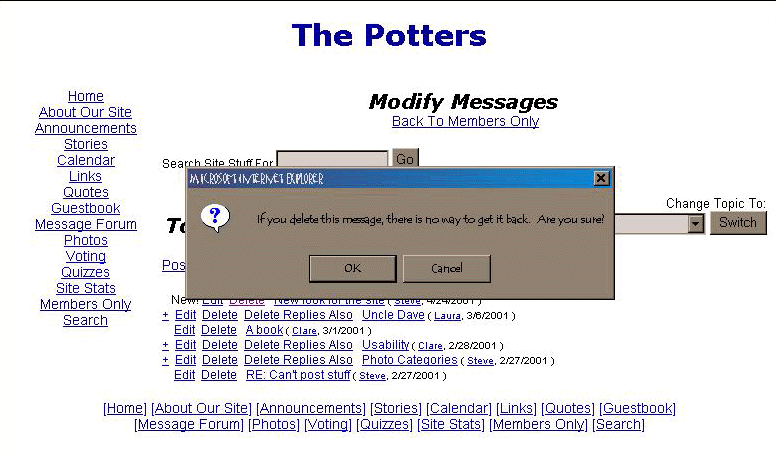 The Potters
Home
About Our Site
Announcements
Stories
Calendar
Links
Quotes
Guestbook
Message Forum
Photos
Voting
Quizzes
Site Stats
Members Only
Search
Modify Messages
Back To Members Only
Search Site Stuff For
Go
MICROSOFT INTERNET EXPLORER
If you delete this message, there is no way to get it back. Are you sure?
OK Cancel
Change Topic To:
Switch
New! Edit Delete New look for the site ( Steve, 4/24/2001 )
+ Edit Delete Delete Replies Also Uncle Dave ( Laura, 3/6/2001 )
Edit Delete A book ( Clare, 3/1/2001 )
+ Edit Delete Delete Replies Also Usability ( Clare, 2/28/2001 )
+ Edit Delete Delete Replies Also Photo Categories ( Steve, 2/27/2001 )
Edit Delete RE: Can't post stuff ( Steve, 2/27/2001 )
[Home] [About Our Site] [Announcements] [Stories] [Calendar] [Links] [Quotes] [Guestbook]
[Message Forum] [Photos] [Voting] [Quizzes] [Site Stats] [Members Only] [Search]